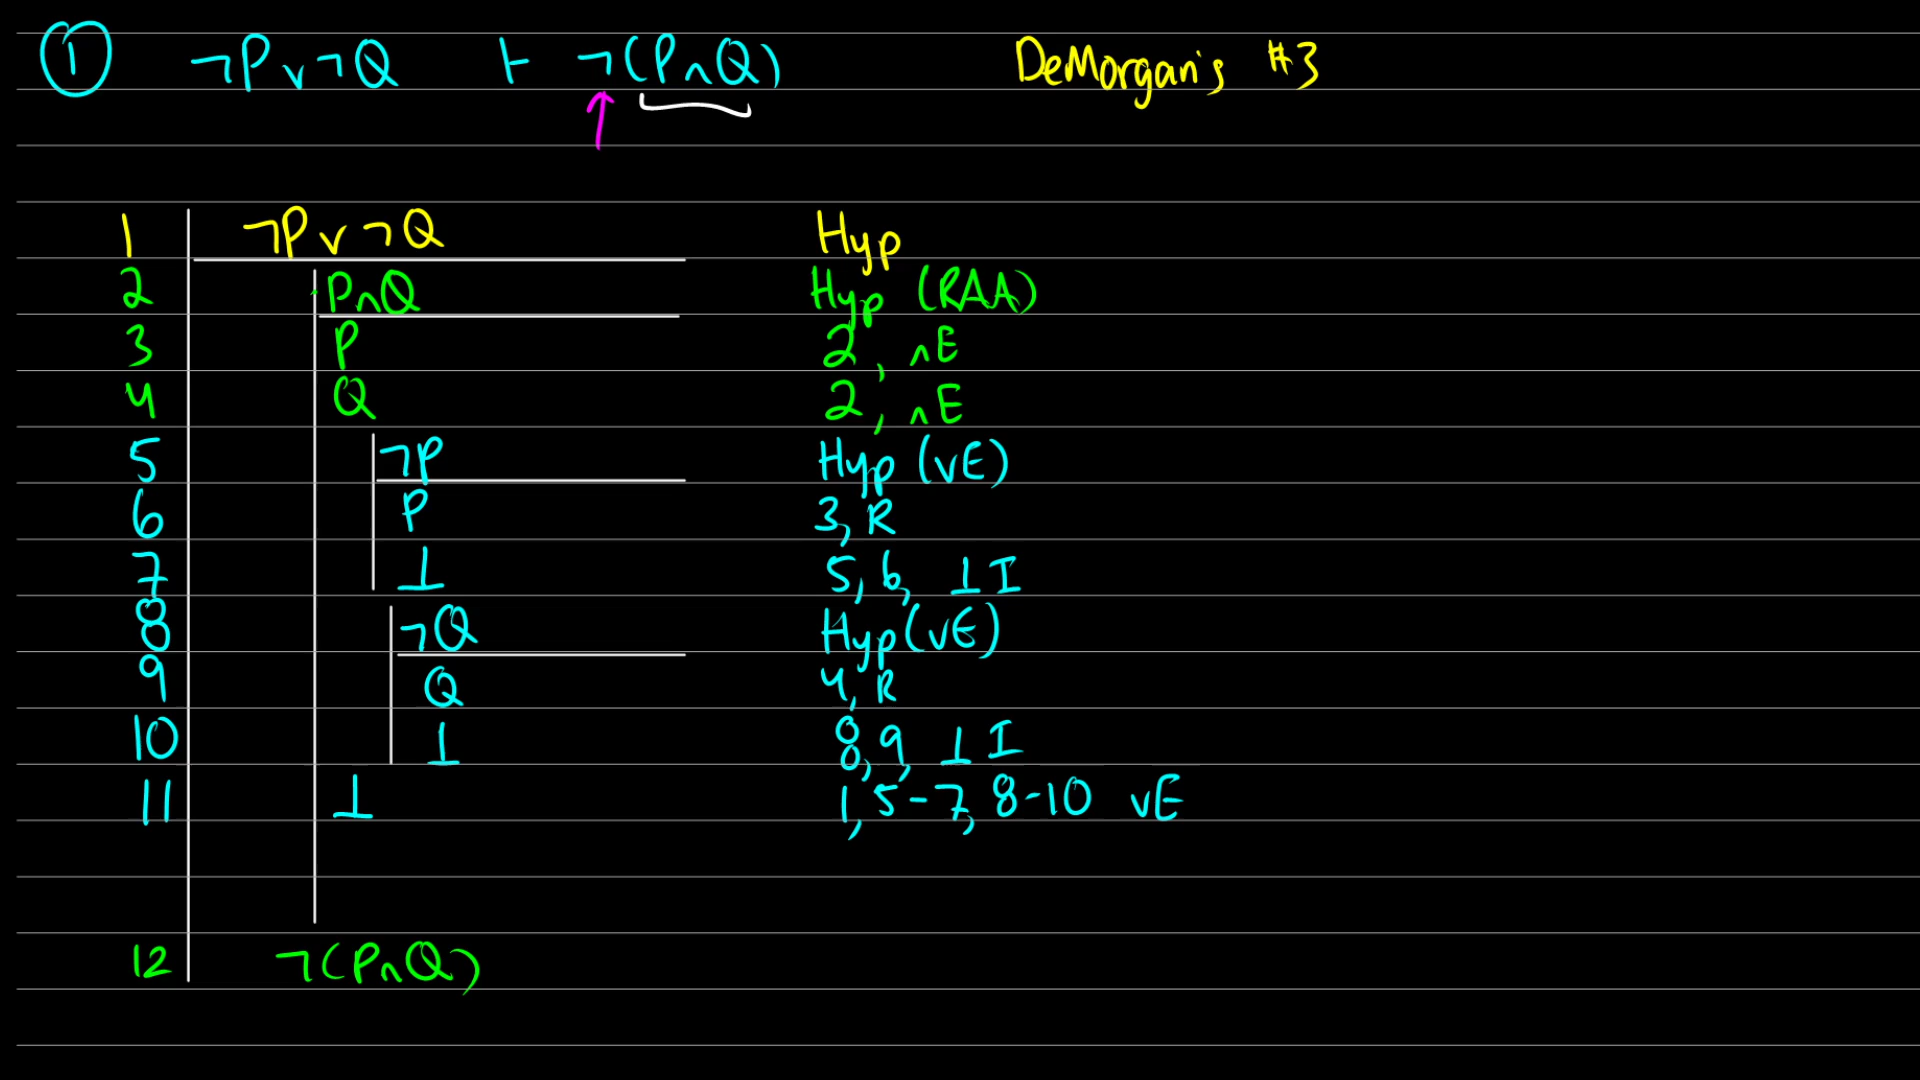 ① ¬P∨¬Q ⊢ ¬(P∧Q) DeMorgan's #3
1 ¬P∨¬Q Hyp
2 P∧Q Hyp (RAA)
3 P 2, ∧E
4 Q 2, ∧E
5 ¬P Hyp (∨E)
6 P 3, R
7 ⊥ 5, 6, ⊥I
8 ¬Q Hyp (∨E)
9 Q 4, R
10 ⊥ 8, 9, ⊥I
11 ⊥ 1, 5-7, 8-10 ∨E
12 ¬(P∧Q)